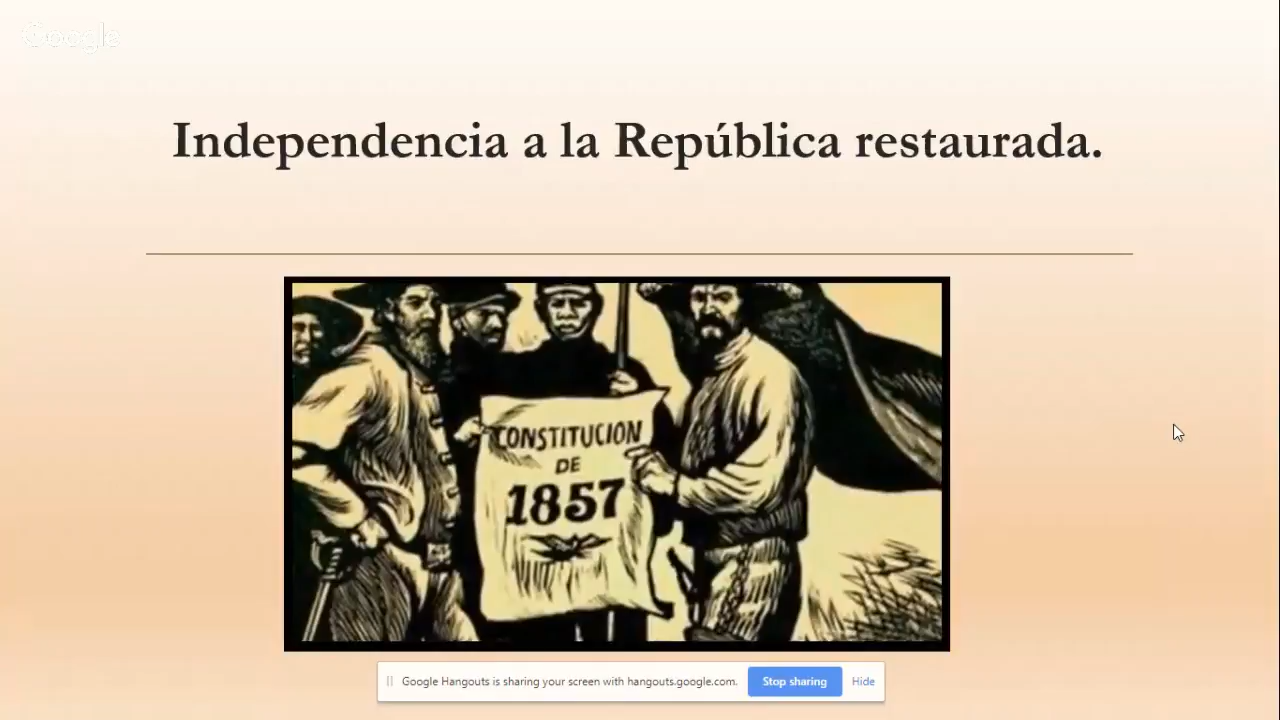 Google
Independencia a la República restaurada.
CONSTITUCION
DE
1857
Google Hangouts is sharing your screen with hangouts.google.com.
Stop sharing
Hide